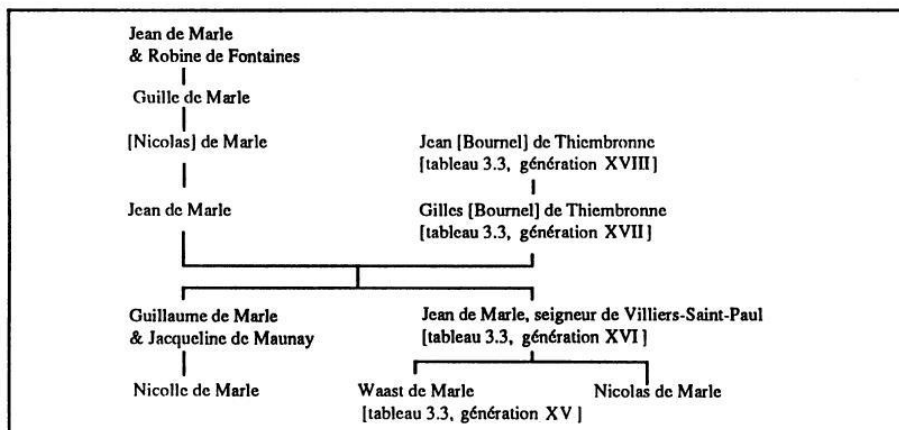 Jean de Marle
& Robine de Fontaines
Guille de Marle
[Nicolas] de Marle
Jean [Bournel] de Thiembronne
[tableau 3.3, génération XVIII]
Jean de Marle
Gilles [Bournel] de Thiembronne
[tableau 3.3, génération XVII]
Guillaume de Marle
& Jacqueline de Maunay
Jean de Marle, seigneur de Villiers-Saint-Paul
[tableau 3.3, génération XVI]
Nicolle de Marle
Waast de Marle
[tableau 3.3, génération XV]
Nicolas de Marle